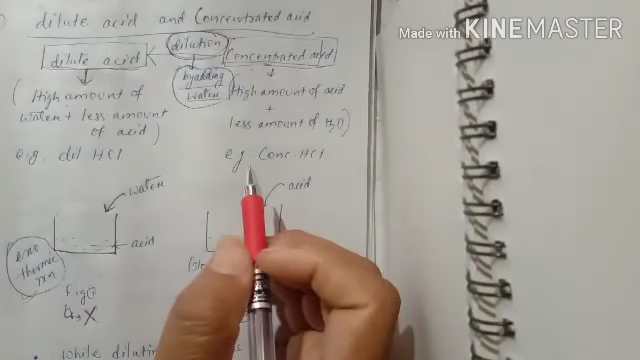 Made with KINEMASTER
dilute acid and Concentrated acid
dilute acid
dilution
Concentrated acid
by adding
water
(High amount of
water + less amount
of acid)
High amount of acid
+
less amount of H2O)
e.g. dil HCl
e g Conc. HCl
water
acid
acid
exo
thermic
rxn
Fig ①
X
while diluti